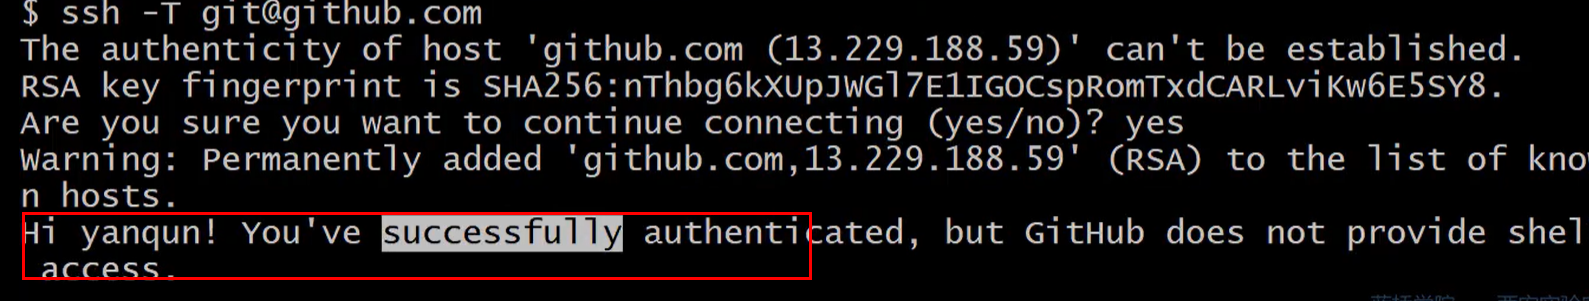 $ ssh -T git@github.com
The authenticity of host 'github.com (13.229.188.59)' can't be established.
RSA key fingerprint is SHA256:nThbg6kXUpJWGl7E1IGOCspRomTxdCARLviKw6E5SY8.
Are you sure you want to continue connecting (yes/no)? yes
Warning: Permanently added 'github.com,13.229.188.59' (RSA) to the list of kno
n hosts.
Hi yanqun! You've successfully authenticated, but GitHub does not provide shel
access.